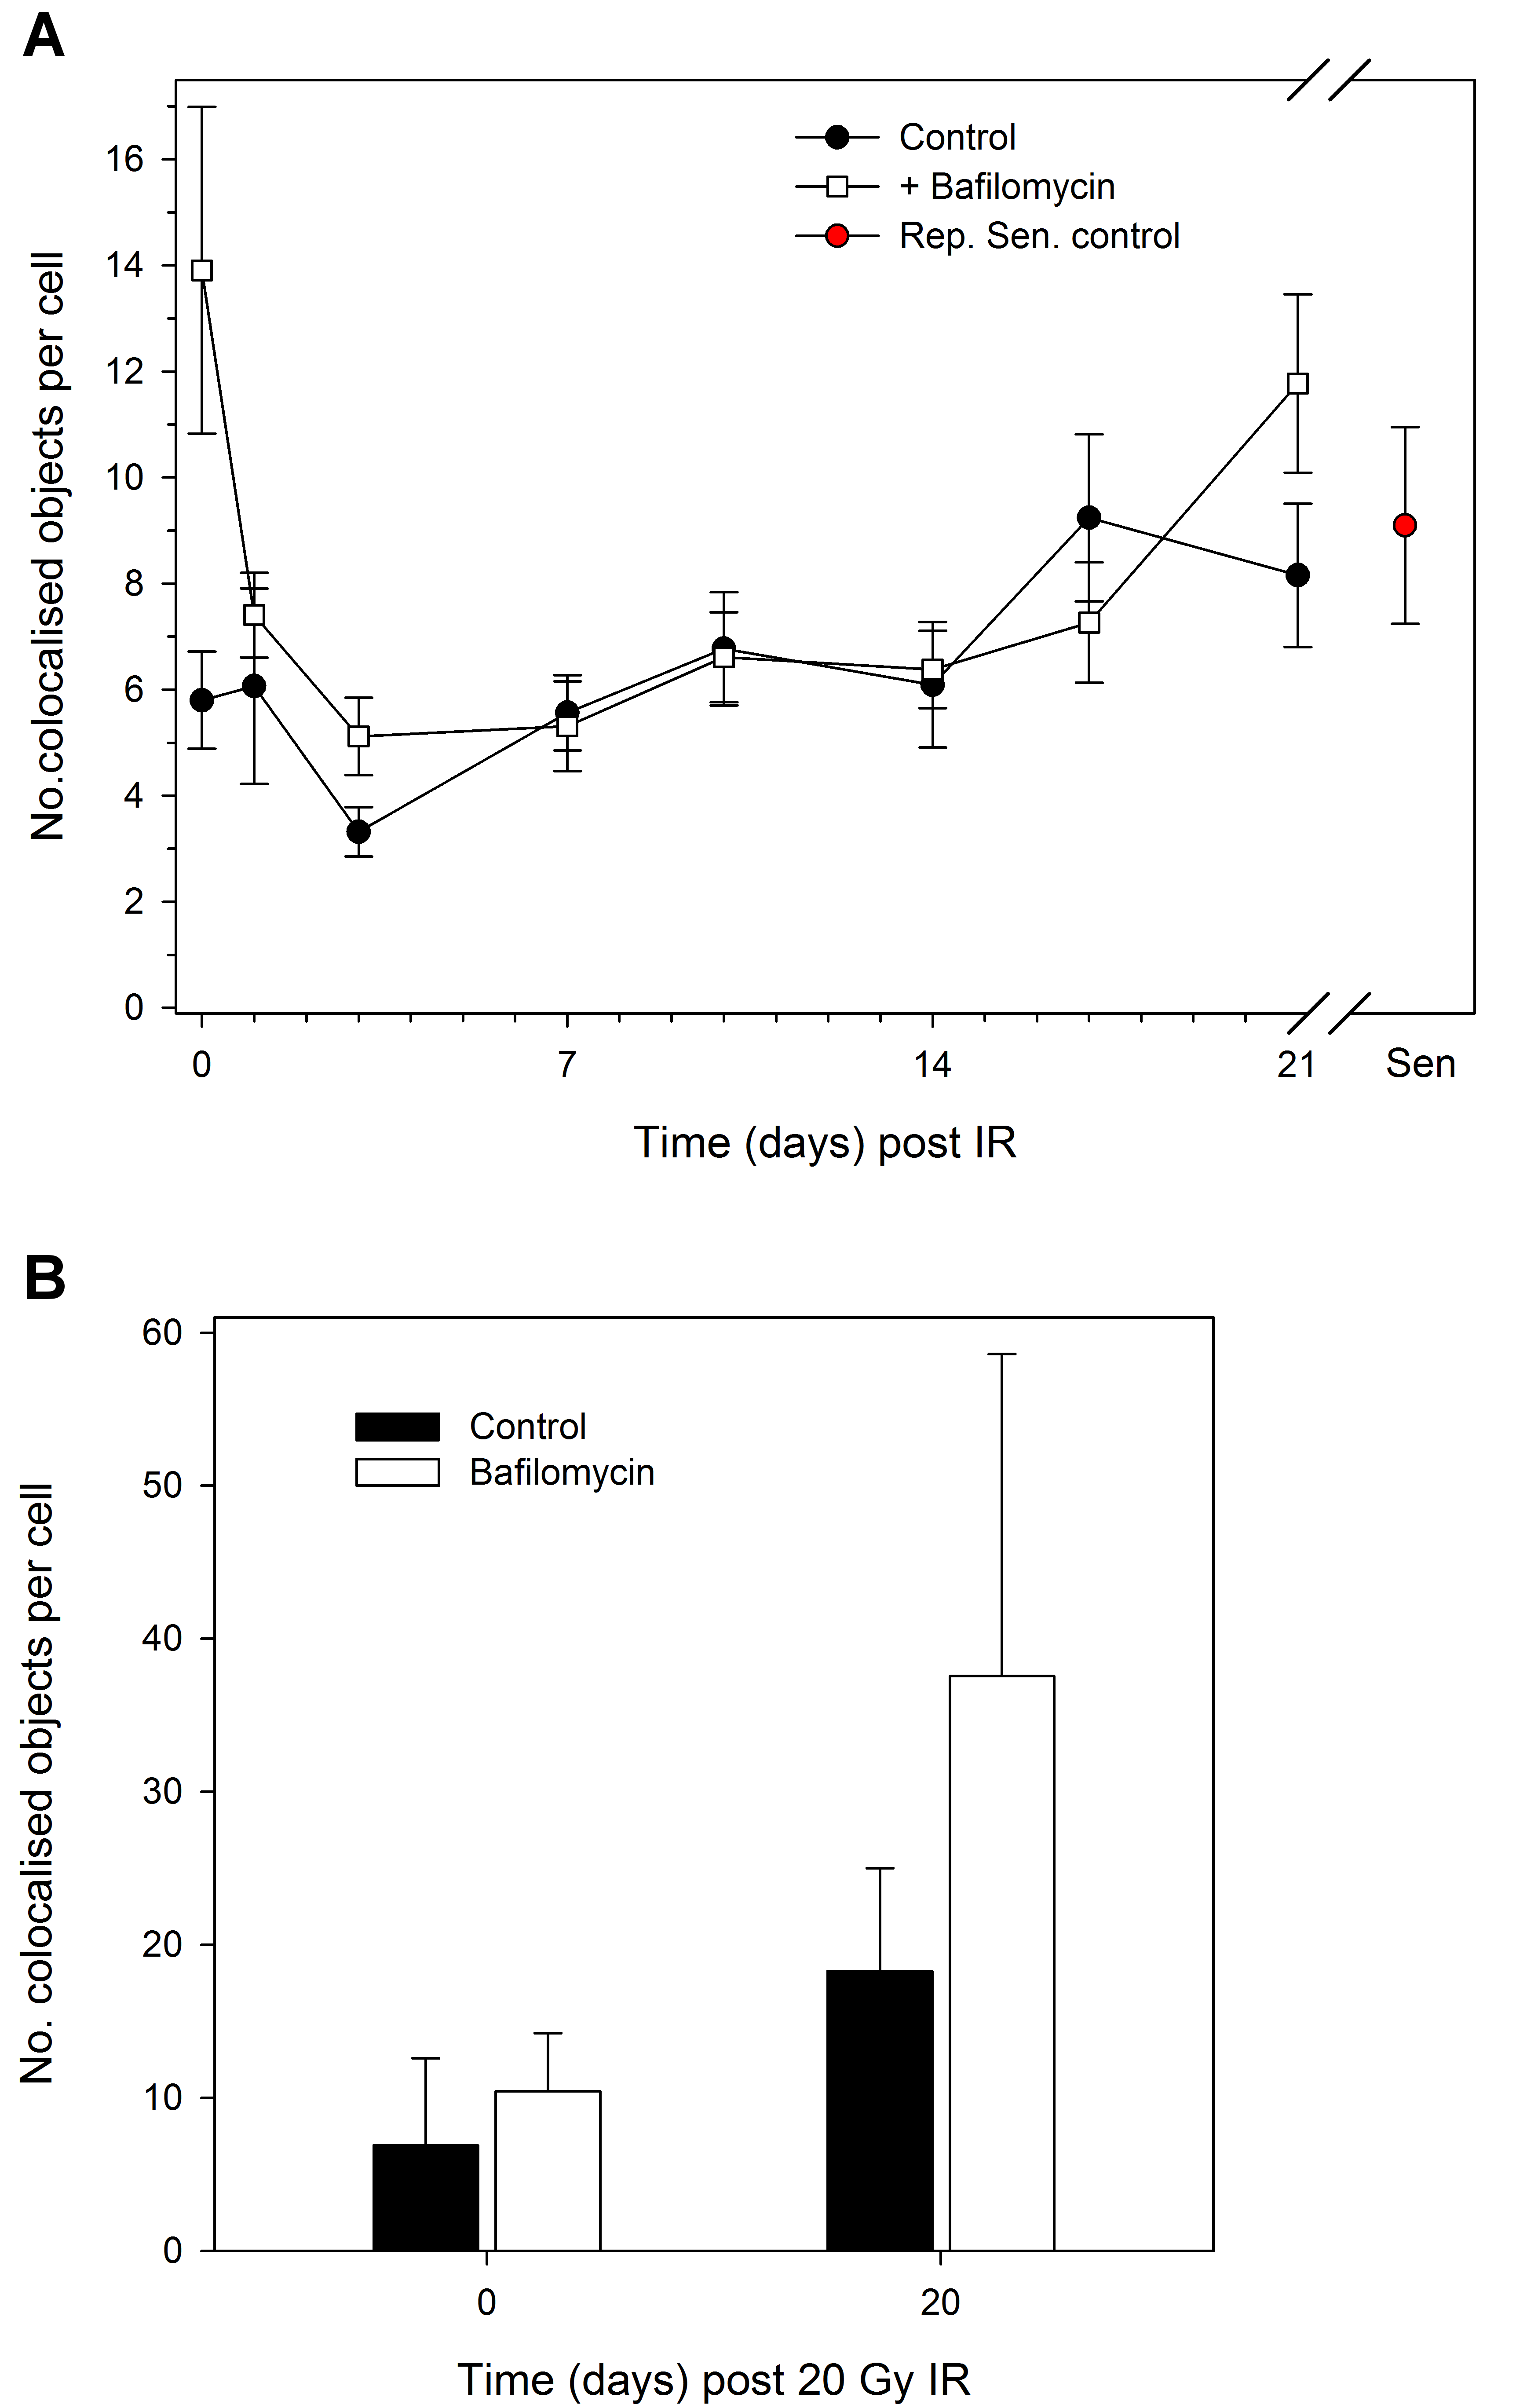 A
No.colocalised objects per cell
16
14
12
10
8
6
4
2
0
Control
+ Bafilomycin
Rep. Sen. control
0 7 14 21 Sen
Time (days) post IR
B
No. colocalised objects per cell
60
50
40
30
20
10
0
Control
Bafilomycin
0 20
Time (days) post 20 Gy IR